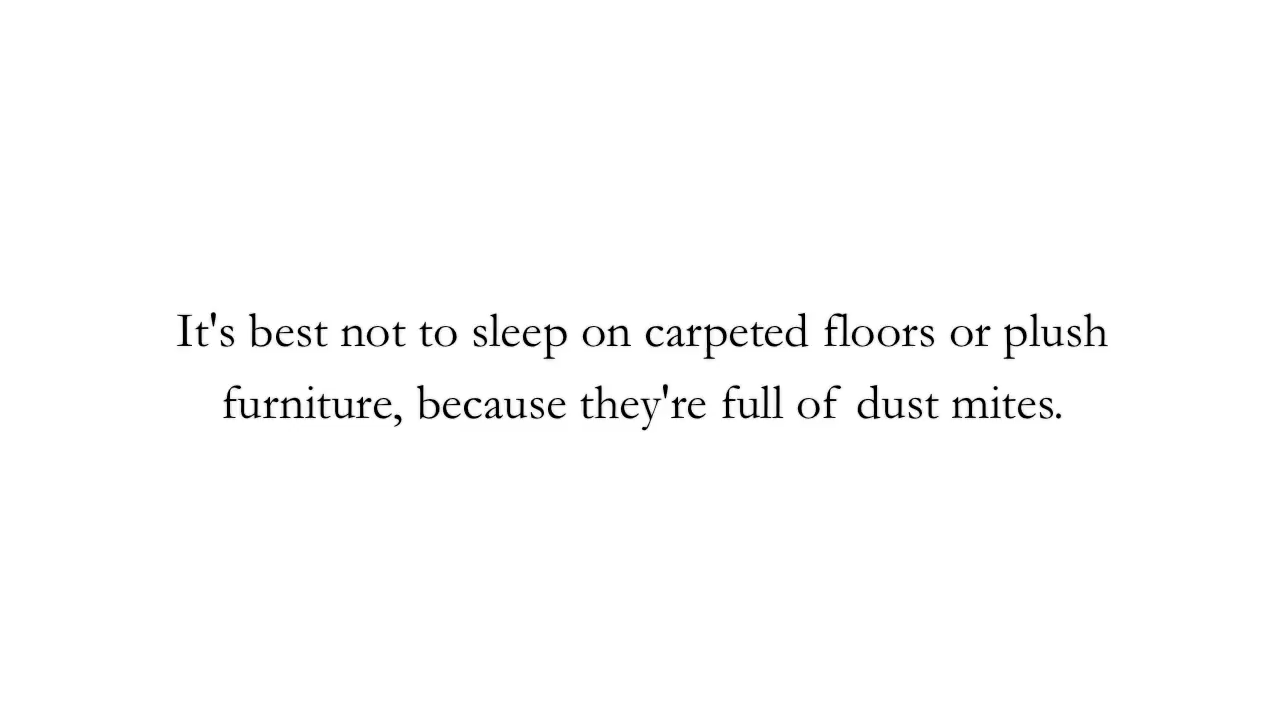 It's best not to sleep on carpeted floors or plush
furniture, because they're full of dust mites.